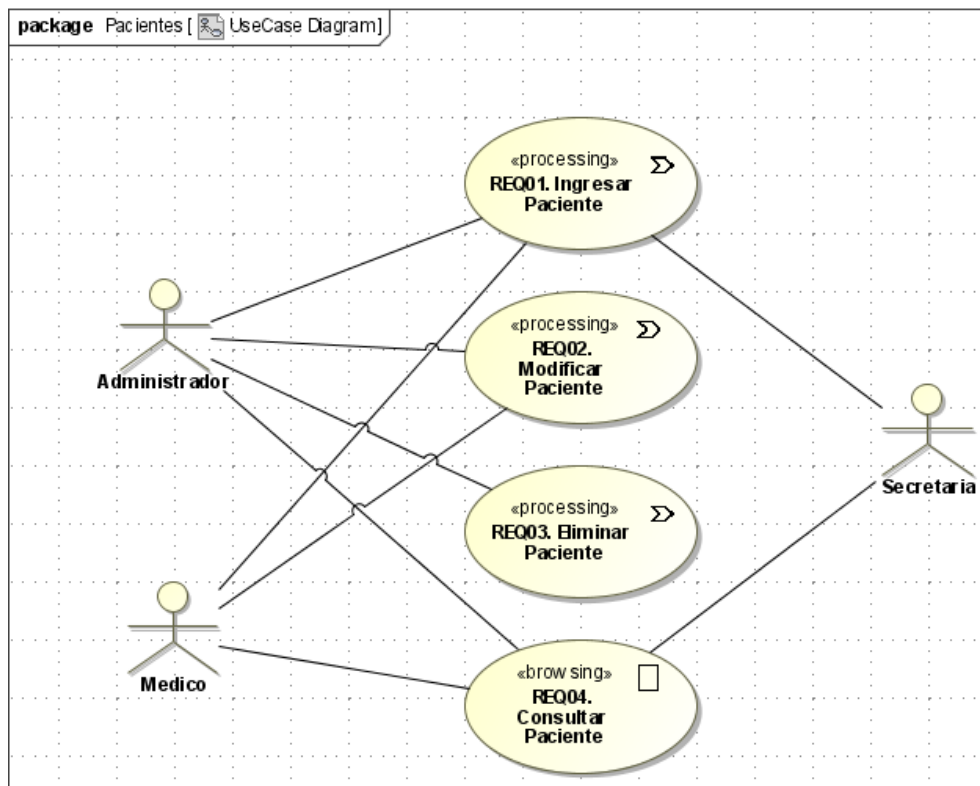 package Pacientes [ UseCase Diagram]
«processing»
REQ01. Ingresar
Paciente
«processing»
REQ02.
Modificar
Paciente
Administrador
«processing»
REQ03. Eliminar
Paciente
Secretaria
Medico
«browsing»
REQ04.
Consultar
Paciente